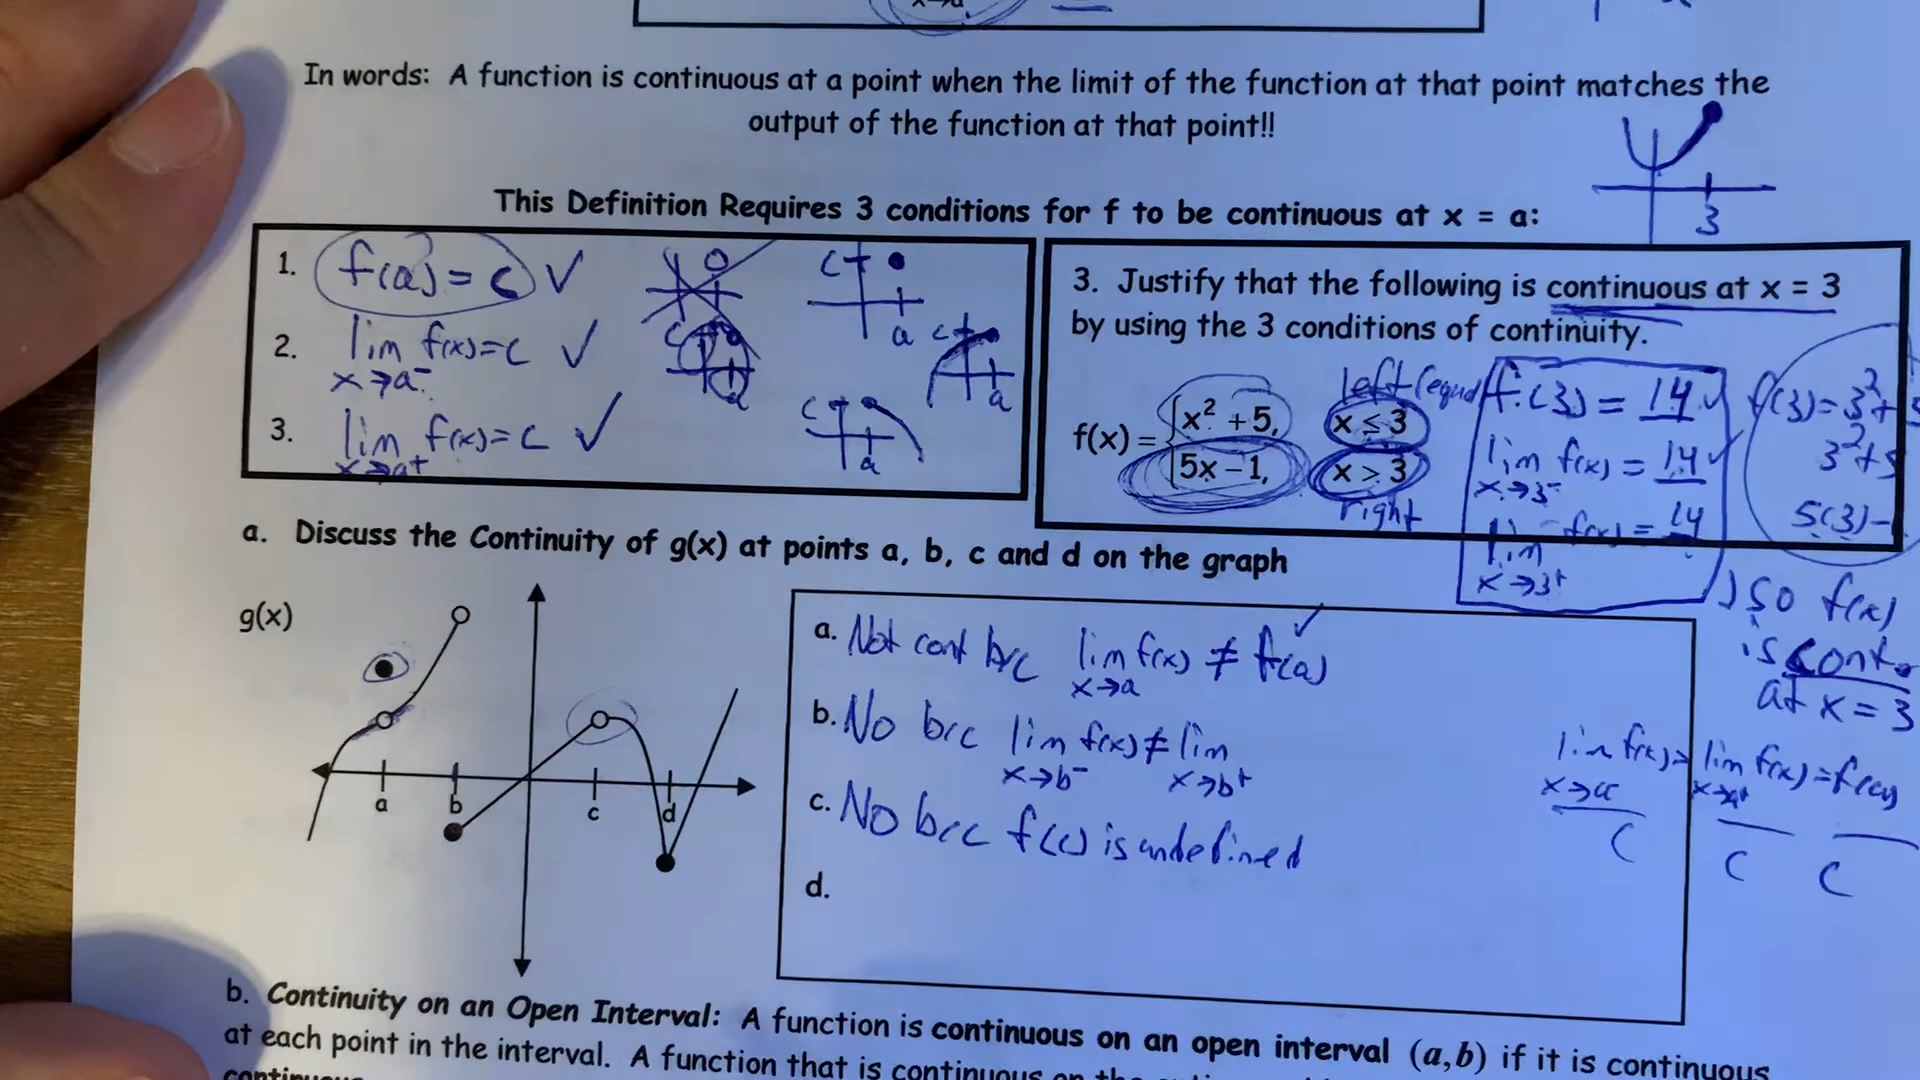 In words: A function is continuous at a point when the limit of the function at that point matches the
output of the function at that point!!
3
This Definition Requires 3 conditions for f to be continuous at x = a:
1. f(a) = c ✓
c
a
2. lim f(x)=c ✓
x→a⁻
c
a
c
a
3. lim f(x)=c ✓
x→a⁺
c
a
3. Justify that the following is continuous at x = 3
by using the 3 conditions of continuity.
left (equal
f(x) = { x² + 5, x ≤ 3
5x – 1, x > 3
right
f(3) = 14 ✓
lim f(x) = 14 ✓
x→3⁻
lim f(x) = 14
x→3⁺
f(3) = 3² +
3² + 5
5(3) –
so f(x)
is cont.
at x = 3
a. Discuss the Continuity of g(x) at points a, b, c and d on the graph
g(x)
a b c d
a. Not cont b/c lim f(x) ≠ f(a) ✓
x→a
b. No b/c lim f(x) ≠ lim
x→b⁻ x→b⁺
c. No b/c f(c) is undefined
d.
lim f(x) = lim f(x) = f(a)
x→a⁻ x→a⁺
c c c
b. Continuity on an Open Interval: A function is continuous on an open interval (a,b) if it is continuous
at each point in the interval. A function that is continuous on the